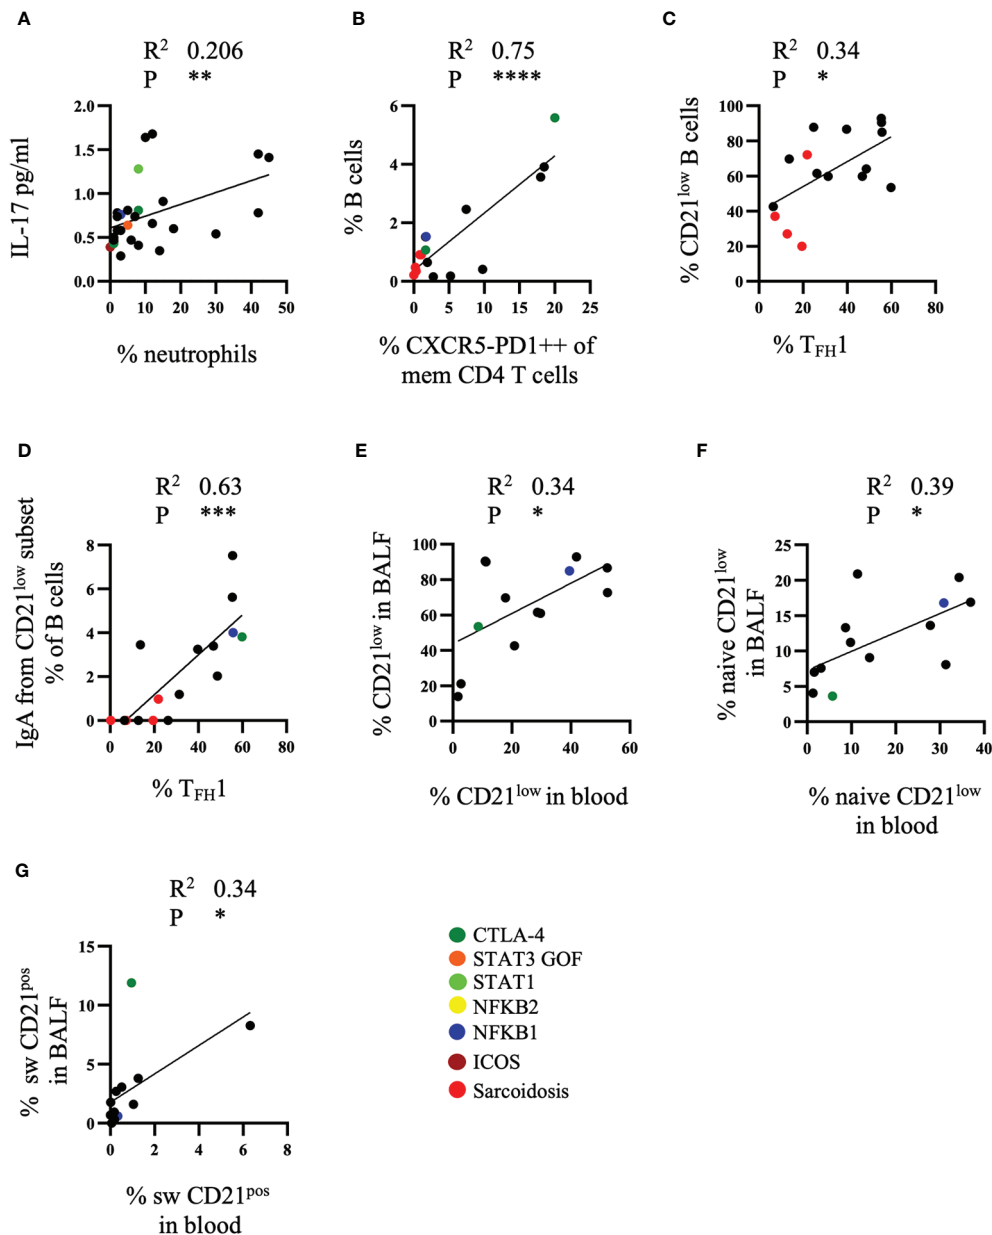 A
R² 0.206
P **
IL-17 pg/ml
2.0
1.5
1.0
0.5
0.0
0 10 20 30 40 50
% neutrophils
B
R² 0.75
P ****
% B cells
6
4
2
0
0 5 10 15 20 25
% CXCR5-PD1++ of
mem CD4 T cells
C
R² 0.34
P *
% CD21low B cells
100
80
60
40
20
0
0 20 40 60 80
% TFH1
D
R² 0.63
P ***
IgA from CD21low subset
% of B cells
8
6
4
2
0
0 20 40 60 80
% TFH1
E
R² 0.34
P *
% CD21low in BALF
100
80
60
40
20
0
0 20 40 60
% CD21low in blood
F
R² 0.39
P *
% naive CD21low
in BALF
25
20
15
10
5
0
0 10 20 30 40
% naive CD21low
in blood
G
R² 0.34
P *
% sw CD21pos
in BALF
15
10
5
0
0 2 4 6 8
% sw CD21pos
in blood
CTLA-4
STAT3 GOF
STAT1
NFKB2
NFKB1
ICOS
Sarcoidosis